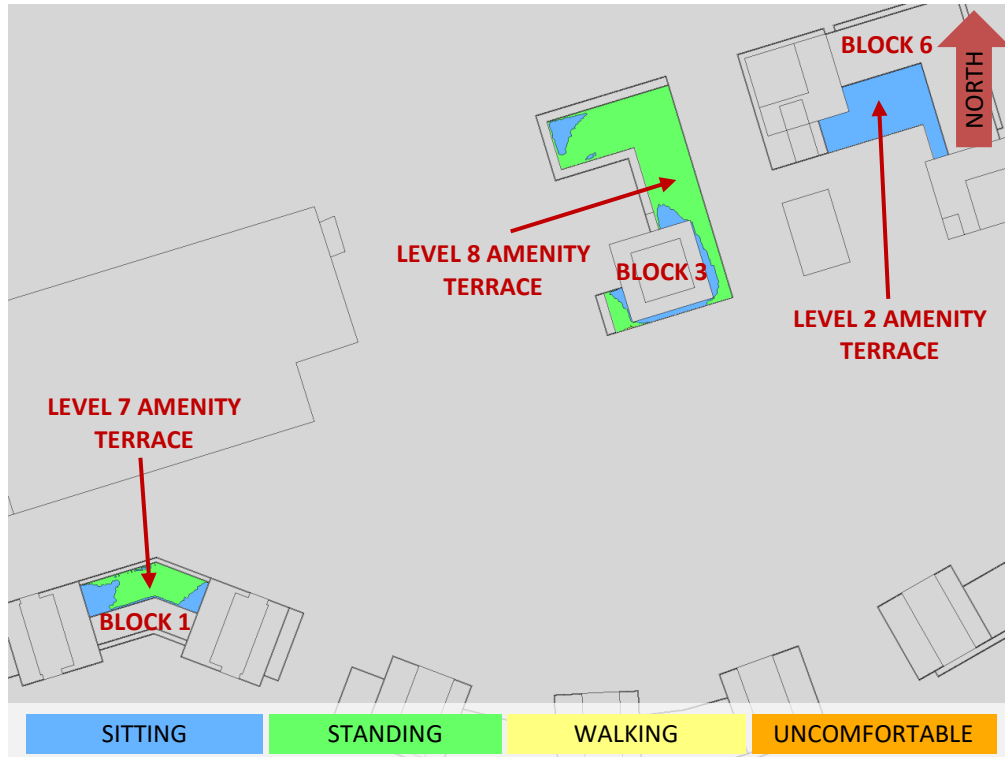 BLOCK 6
NORTH
LEVEL 8 AMENITY
TERRACE
BLOCK 3
LEVEL 2 AMENITY
TERRACE
LEVEL 7 AMENITY
TERRACE
BLOCK 1
SITTING
STANDING
WALKING
UNCOMFORTABLE